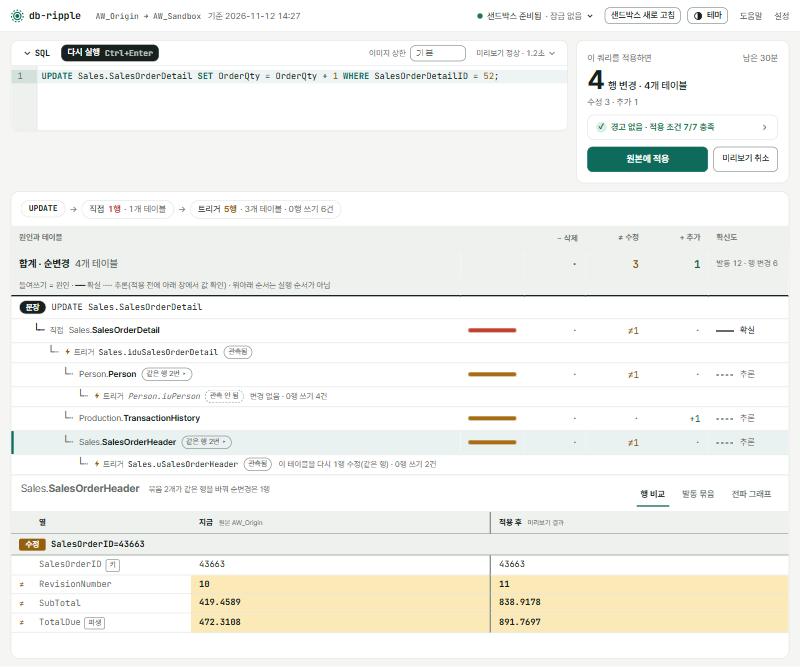 db-ripple AW_Origin → AW_Sandbox 기준 2026-11-12 14:27 샌드박스 준비됨 · 잠금 없음 샌드박스 새로 고침 테마 도움말 설정
SQL 다시 실행 Ctrl+Enter 이미지 상한 기본 미리보기 정상 · 1.2초
1 UPDATE Sales.SalesOrderDetail SET OrderQty = OrderQty + 1 WHERE SalesOrderDetailID = 52;
이 쿼리를 적용하면 남은 30분
4 행 변경 · 4개 테이블
수정 3 · 추가 1
경고 없음 · 적용 조건 7/7 충족
원본에 적용 미리보기 취소
UPDATE → 직접 1행 · 1개 테이블 → 트리거 5행 · 3개 테이블 · 0행 쓰기 6건
원인과 테이블 − 삭제 ≠ 수정 + 추가 확신도
합계 · 순변경 4개 테이블 · 3 1 발동 12 · 행 변경 6
들여쓰기 = 원인 · — 확실 ---- 추론(적용 전에 아래 장에서 값 확인) · 위아래 순서는 실행 순서가 아님
문장 UPDATE Sales.SalesOrderDetail
직접 Sales.SalesOrderDetail · ≠1 · 확실
트리거 Sales.iduSalesOrderDetail 관측됨
Person.Person 같은 행 2번 · ≠1 · 추론
트리거 Person.iuPerson 관측 안 됨 변경 없음 · 0행 쓰기 4건
Production.TransactionHistory · · +1 추론
Sales.SalesOrderHeader 같은 행 2번 · ≠1 · 추론
트리거 Sales.uSalesOrderHeader 관측됨 이 테이블을 다시 1행 수정(같은 행) · 0행 쓰기 2건
Sales.SalesOrderHeader 묶음 2개가 같은 행을 바꿔 순변경은 1행 행 비교 발동 묶음 전파 그래프
열 지금 원본 AW_Origin 적용 후 미리보기 결과
수정 SalesOrderID=43663
SalesOrderID 키 43663 43663
≠ RevisionNumber 10 11
≠ SubTotal 419.4589 838.9178
≠ TotalDue 파생 472.3108 891.7697